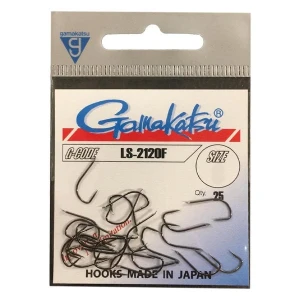 gamakatsu
Gamakatsu
G-CODE LS-2120F SIZE
Qty. 25
HOOKS MADE IN JAPAN